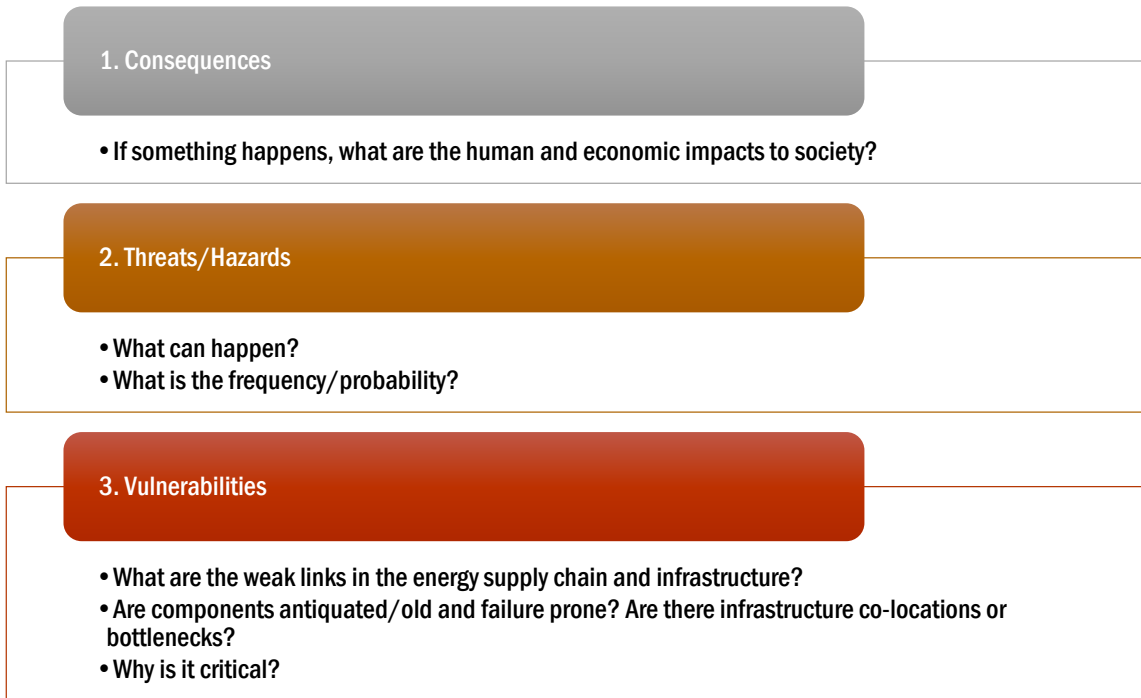 1. Consequences
• If something happens, what are the human and economic impacts to society?
2. Threats/Hazards
• What can happen?
• What is the frequency/probability?
3. Vulnerabilities
• What are the weak links in the energy supply chain and infrastructure?
• Are components antiquated/old and failure prone? Are there infrastructure co-locations or
bottlenecks?
• Why is it critical?